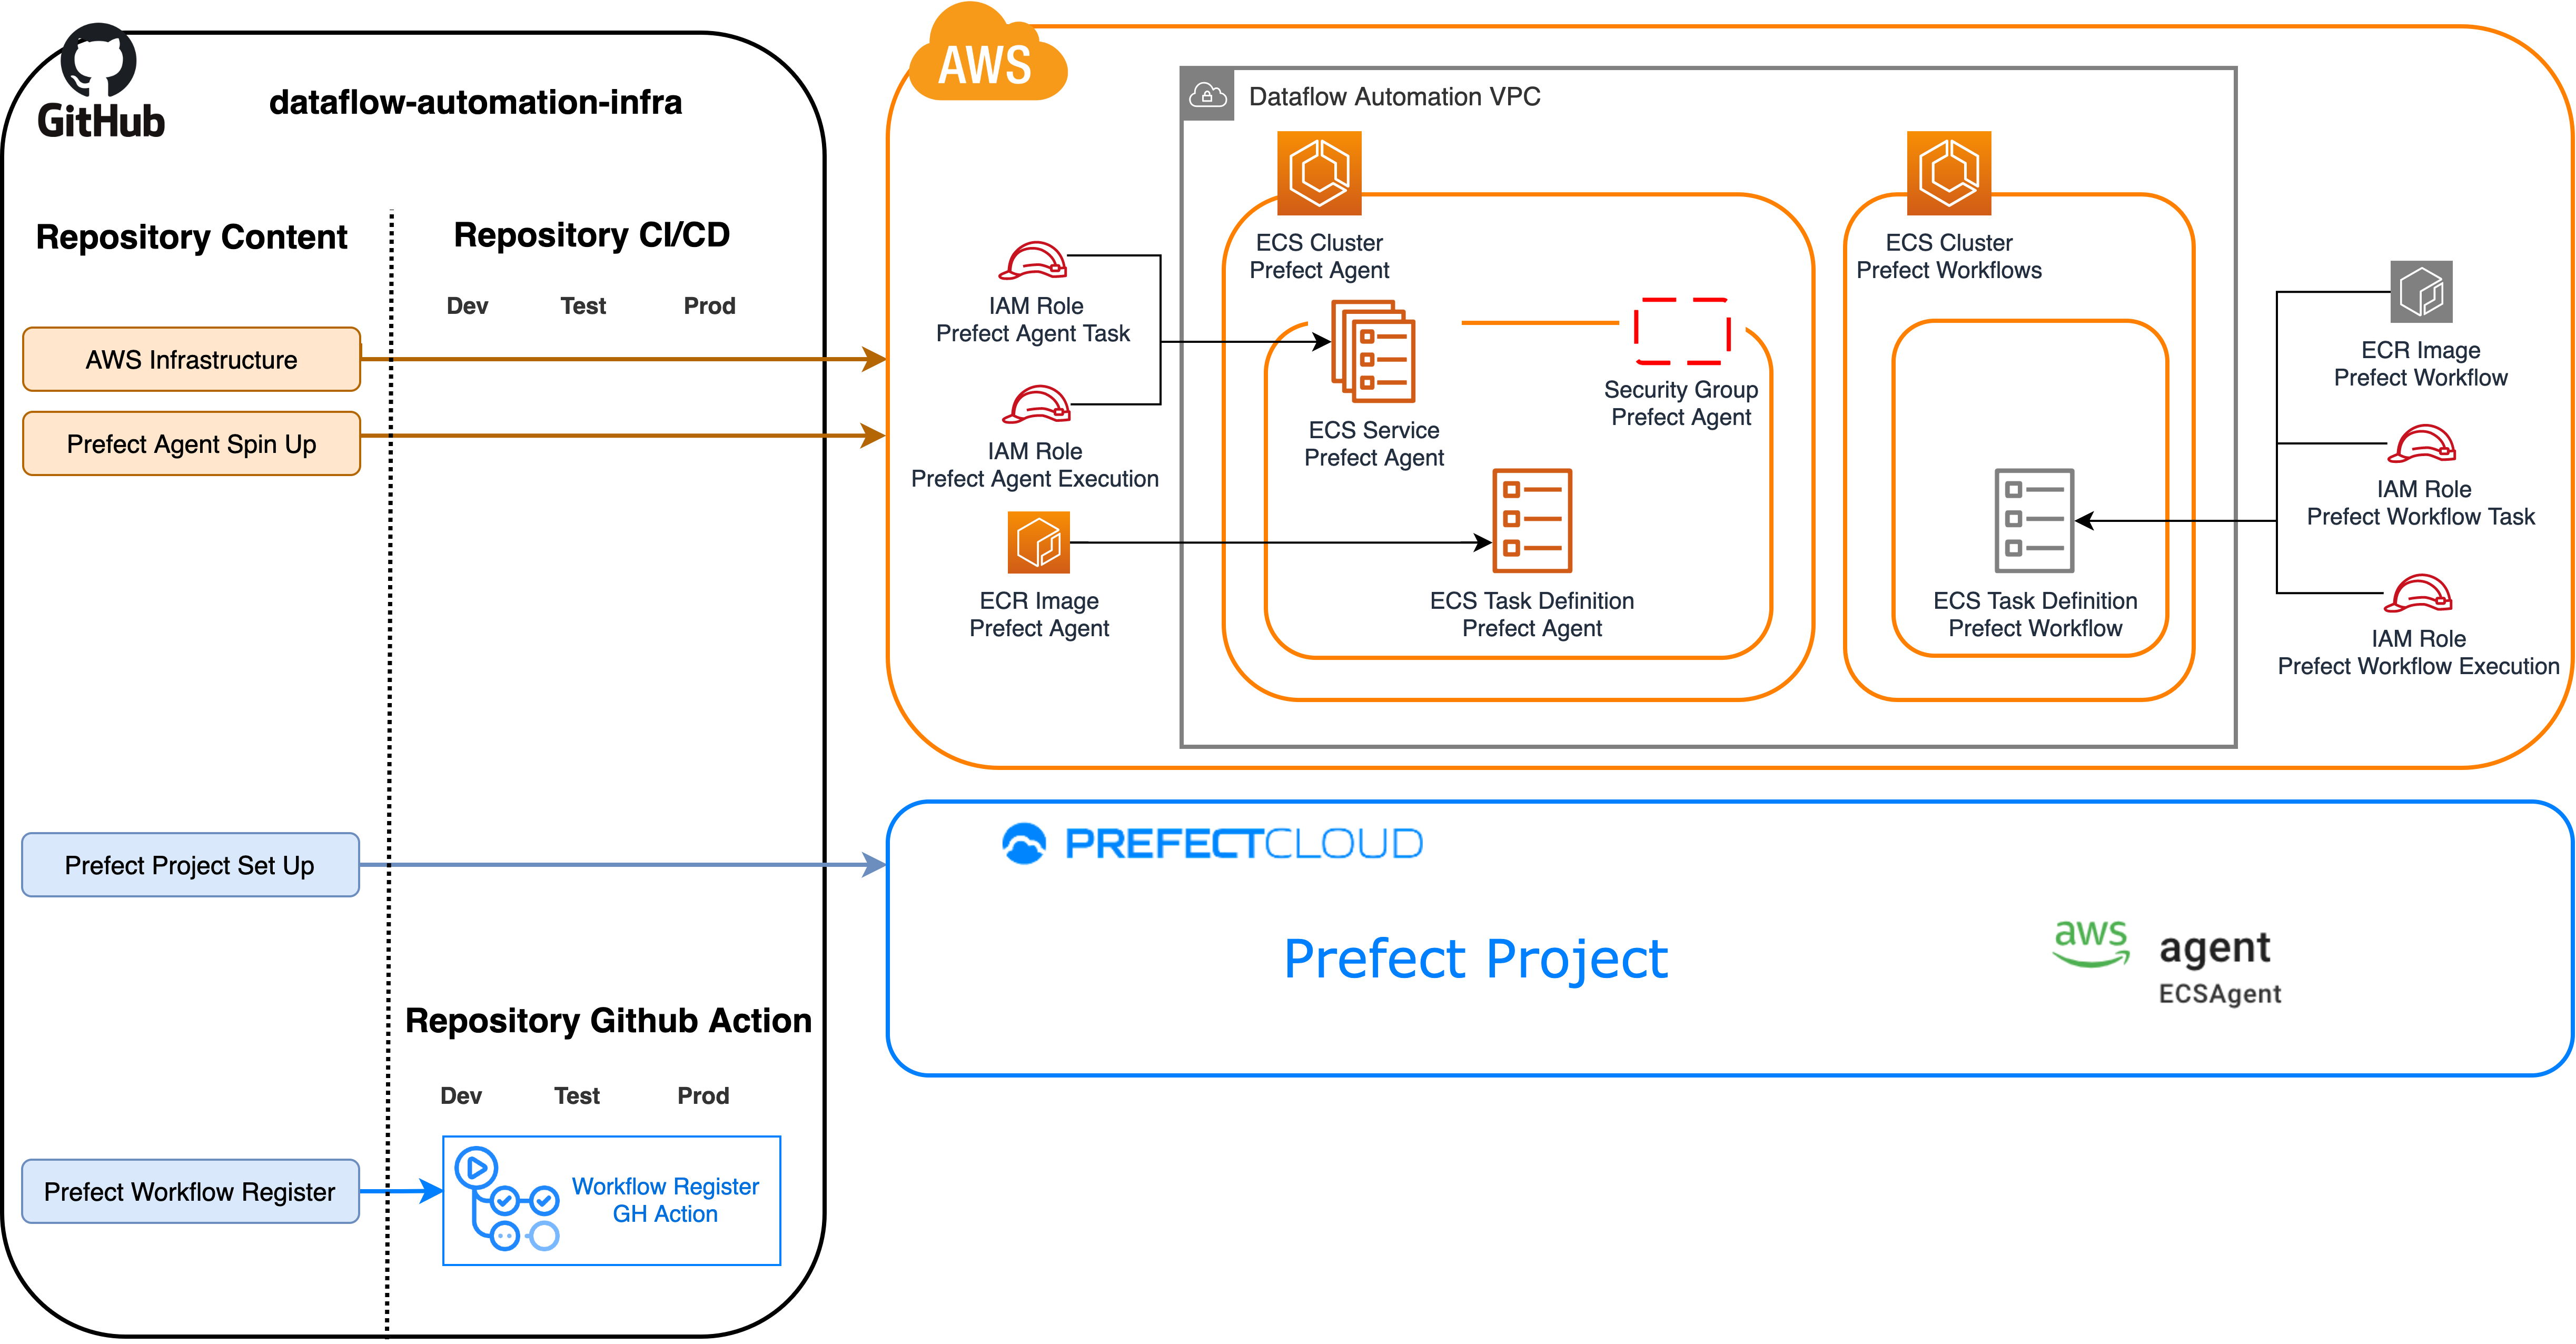 GitHub
dataflow-automation-infra
Repository Content
Repository CI/CD
Dev
Test
Prod
AWS Infrastructure
Prefect Agent Spin Up
Prefect Project Set Up
Repository Github Action
Dev
Test
Prod
Prefect Workflow Register
Workflow Register
GH Action
AWS
Dataflow Automation VPC
ECS Cluster
Prefect Agent
ECS Cluster
Prefect Workflows
IAM Role
Prefect Agent Task
IAM Role
Prefect Agent Execution
ECR Image
Prefect Agent
ECS Service
Prefect Agent
Security Group
Prefect Agent
ECS Task Definition
Prefect Agent
ECS Task Definition
Prefect Workflow
ECR Image
Prefect Workflow
IAM Role
Prefect Workflow Task
IAM Role
Prefect Workflow Execution
PREFECTCLOUD
Prefect Project
aws
agent
ECSAgent